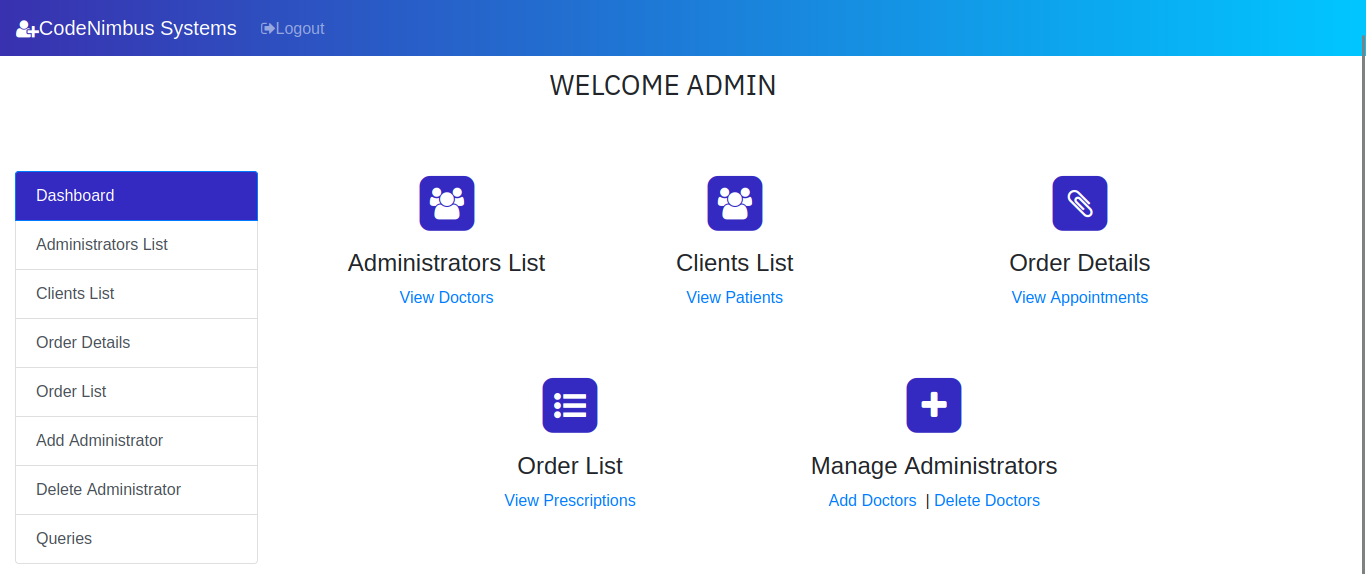 CodeNimbus Systems Logout
WELCOME ADMIN
Dashboard
Administrators List
Clients List
Order Details
Order List
Add Administrator
Delete Administrator
Queries
Administrators List
View Doctors
Clients List
View Patients
Order Details
View Appointments
Order List
View Prescriptions
Manage Administrators
Add Doctors | Delete Doctors